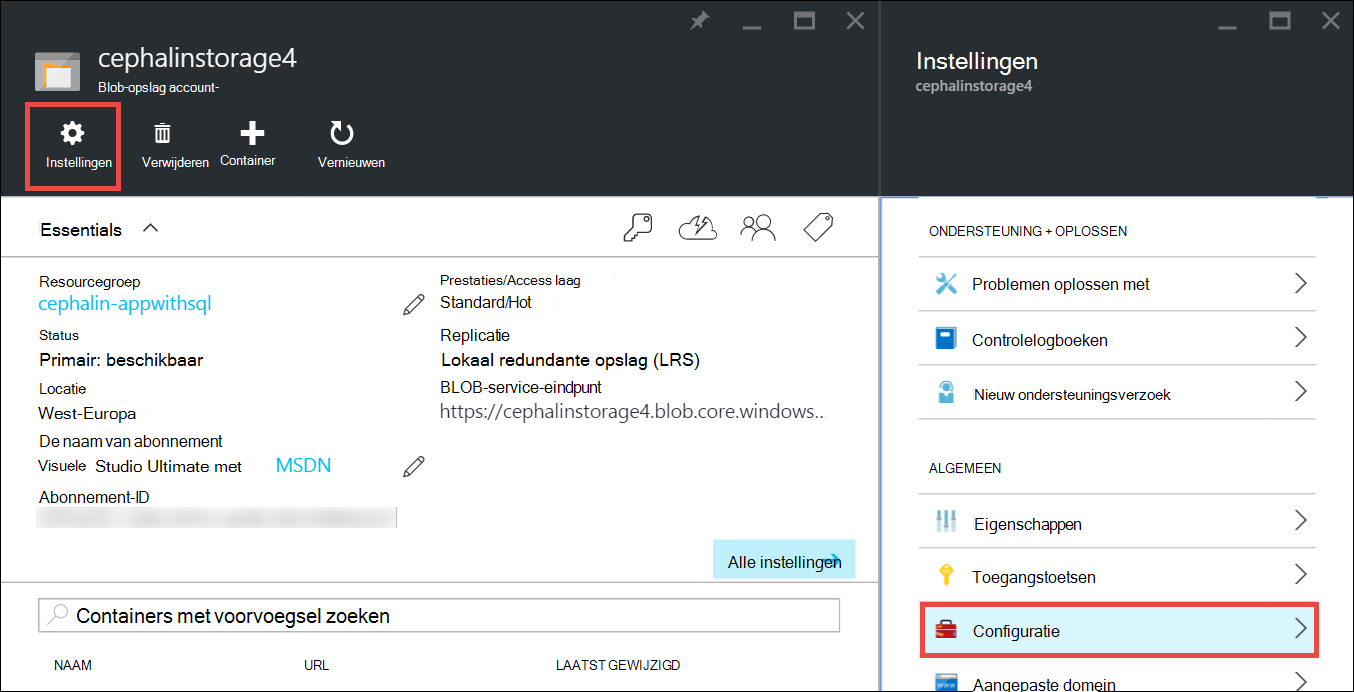 cephalinstorage4
Blob-opslag account-
Instellingen
Verwijderen
Container
Vernieuwen
Essentials
Resourcegroep
cephalin-appwithsql
Status
Primair: beschikbaar
Locatie
West-Europa
De naam van abonnement
Visuele Studio Ultimate met MSDN
Abonnement-ID
Prestaties/Access laag
Standard/Hot
Replicatie
Lokaal redundante opslag (LRS)
BLOB-service-eindpunt
https://cephalinstorage4.blob.core.windows..
Alle instellingen
Containers met voorvoegsel zoeken
NAAM URL LAATST GEWIJZIGD
Instellingen
cephalinstorage4
ONDERSTEUNING + OPLOSSEN
Problemen oplossen met
Controlelogboeken
Nieuw ondersteuningsverzoek
ALGEMEEN
Eigenschappen
Toegangstoetsen
Configuratie
Aangepaste domein